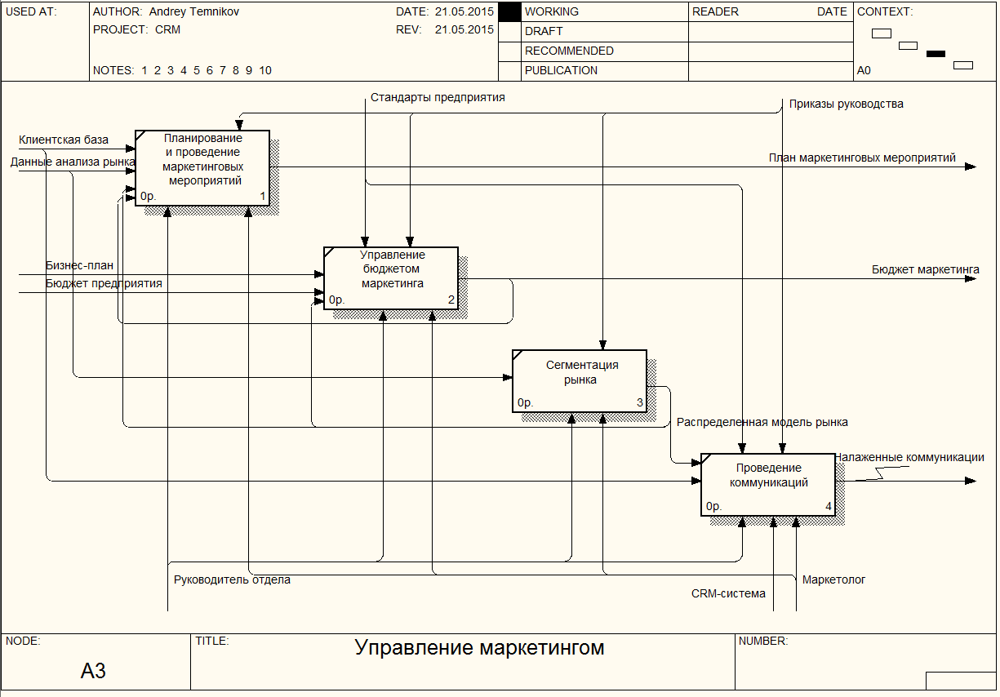 USED AT:
AUTHOR: Andrey Temnikov
DATE: 21.05.2015
PROJECT: CRM
REV: 21.05.2015
NOTES: 1 2 3 4 5 6 7 8 9 10
WORKING
DRAFT
RECOMMENDED
PUBLICATION
READER
DATE
CONTEXT:
A0
Стандарты предприятия
Приказы руководства
Клиентская база
Данные анализа рынка
Планирование
и проведение
маркетинговых
мероприятий
0р.
1
План маркетинговых мероприятий
Бизнес-план
Бюджет предприятия
Управление
бюджетом
маркетинга
0р.
2
Бюджет маркетинга
Сегментация
рынка
0р.
3
Распределенная модель рынка
Проведение
коммуникаций
0р.
4
Налаженные коммуникации
Руководитель отдела
CRM-система
Маркетолог
NODE:
A3
TITLE:
Управление маркетингом
NUMBER: